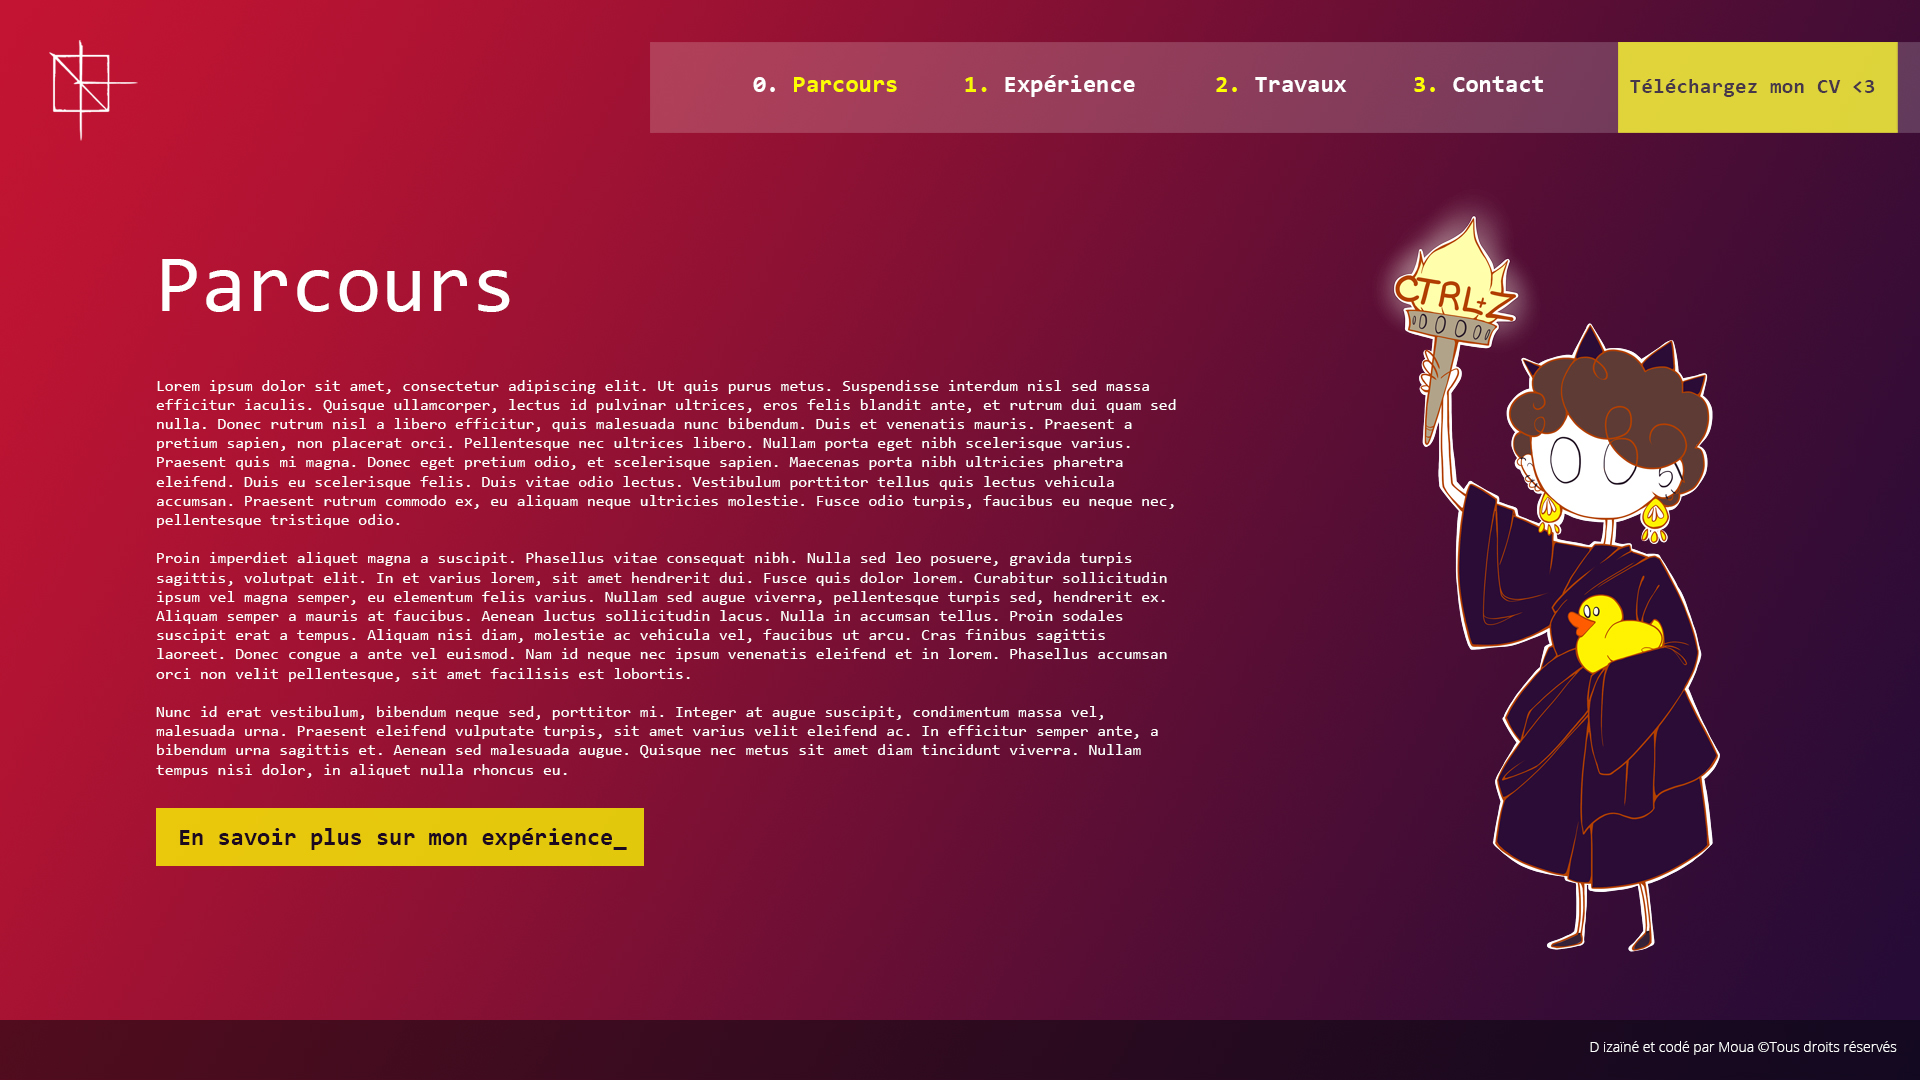 0. Parcours 1. Expérience 2. Travaux 3. Contact Téléchargez mon CV <3
CTRL+Z
Parcours
Lorem ipsum dolor sit amet, consectetur adipiscing elit. Ut quis purus metus. Suspendisse interdum nisl sed massa
efficitur iaculis. Quisque ullamcorper, lectus id pulvinar ultrices, eros felis blandit ante, et rutrum dui quam sed
nulla. Donec rutrum nisl a libero efficitur, quis malesuada nunc bibendum. Duis et venenatis mauris. Praesent a
pretium sapien, non placerat orci. Pellentesque nec ultrices libero. Nullam porta eget nibh scelerisque varius.
Praesent quis mi magna. Donec eget pretium odio, et scelerisque sapien. Maecenas porta nibh ultricies pharetra
eleifend. Duis eu scelerisque felis. Duis vitae odio lectus. Vestibulum porttitor tellus quis lectus vehicula
accumsan. Praesent rutrum commodo ex, eu aliquam neque ultricies molestie. Fusce odio turpis, faucibus eu neque nec,
pellentesque tristique odio.
Proin imperdiet aliquet magna a suscipit. Phasellus vitae consequat nibh. Nulla sed leo posuere, gravida turpis
sagittis, volutpat elit. In et varius lorem, sit amet hendrerit dui. Fusce quis dolor lorem. Curabitur sollicitudin
ipsum vel magna semper, eu elementum felis varius. Nullam sed augue viverra, pellentesque turpis sed, hendrerit ex.
Aliquam semper a mauris at faucibus. Aenean luctus sollicitudin lacus. Nulla in accumsan tellus. Proin sodales
suscipit erat a tempus. Aliquam nisi diam, molestie ac vehicula vel, faucibus ut arcu. Cras finibus sagittis
laoreet. Donec congue a ante vel euismod. Nam id neque nec ipsum venenatis eleifend et in lorem. Phasellus accumsan
orci non velit pellentesque, sit amet facilisis est lobortis.
Nunc id erat vestibulum, bibendum neque sed, porttitor mi. Integer at augue suscipit, condimentum massa vel,
malesuada urna. Praesent eleifend vulputate turpis, sit amet varius velit eleifend ac. In efficitur semper ante, a
bibendum urna sagittis et. Aenean sed malesuada augue. Quisque nec metus sit amet diam tincidunt viverra. Nullam
tempus nisi dolor, in aliquet nulla rhoncus eu.
En savoir plus sur mon expérience_
D izaïné et codé par Moua ©Tous droits réservés